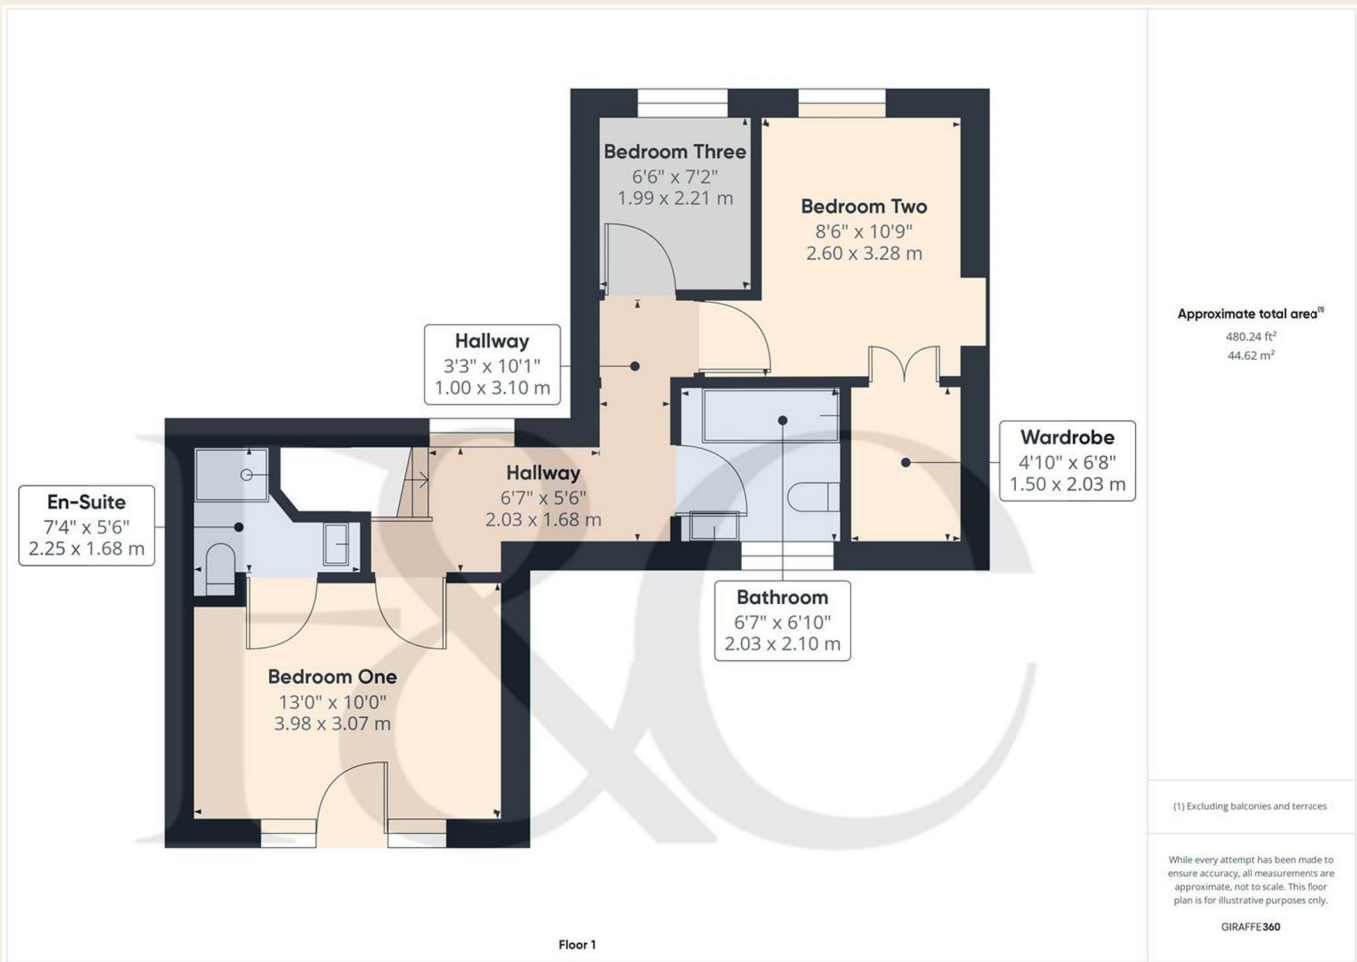 Bedroom Three
6'6" x 7'2"
1.99 x 2.21 m
Bedroom Two
8'6" x 10'9"
2.60 x 3.28 m
Hallway
3'3" x 10'1"
1.00 x 3.10 m
Wardrobe
4'10" x 6'8"
1.50 x 2.03 m
Hallway
6'7" x 5'6"
2.03 x 1.68 m
En-Suite
7'4" x 5'6"
2.25 x 1.68 m
Bathroom
6'7" x 6'10"
2.03 x 2.10 m
Bedroom One
13'0" x 10'0"
3.98 x 3.07 m
F&C
Floor 1
Approximate total area⁽¹⁾
480.24 ft²
44.62 m²
(1) Excluding balconies and terraces
While every attempt has been made to
ensure accuracy, all measurements are
approximate, not to scale. This floor
plan is for illustrative purposes only.
GIRAFFE360